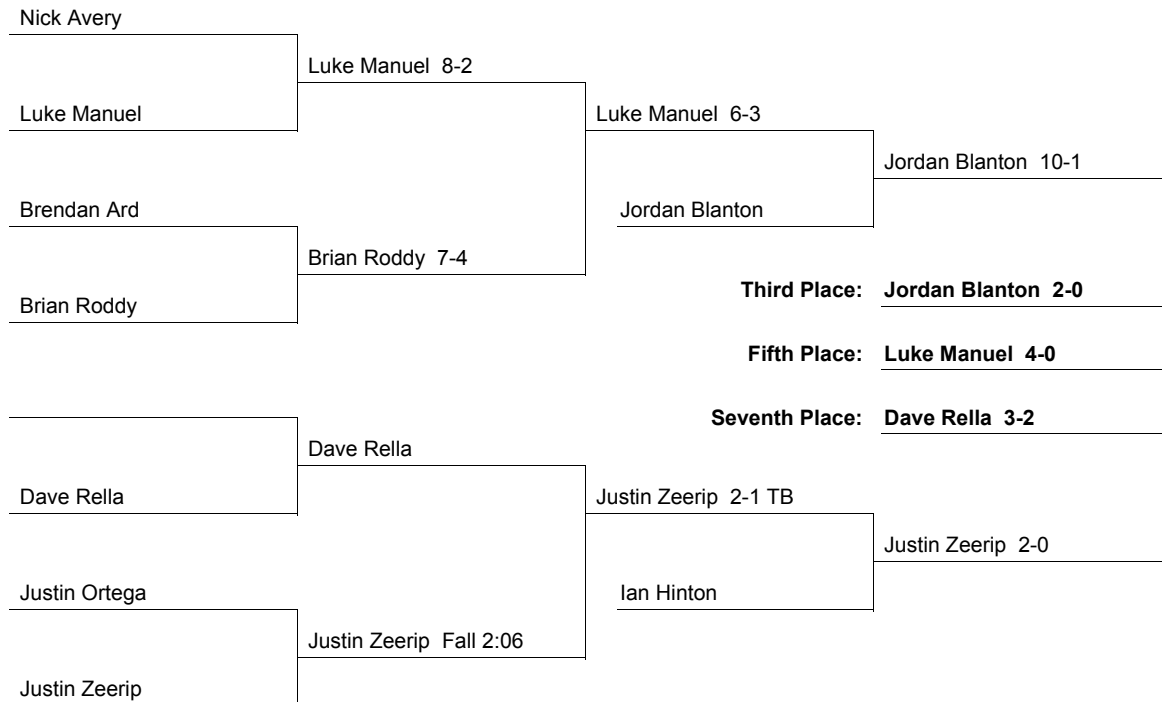 Nick Avery
Luke Manuel 8-2
Luke Manuel
Luke Manuel 6-3
Jordan Blanton 10-1
Brendan Ard
Jordan Blanton
Brian Roddy 7-4
Third Place: Jordan Blanton 2-0
Brian Roddy
Fifth Place: Luke Manuel 4-0
Seventh Place: Dave Rella 3-2
Dave Rella
Dave Rella
Justin Zeerip 2-1 TB
Justin Zeerip 2-0
Justin Ortega
Ian Hinton
Justin Zeerip Fall 2:06
Justin Zeerip